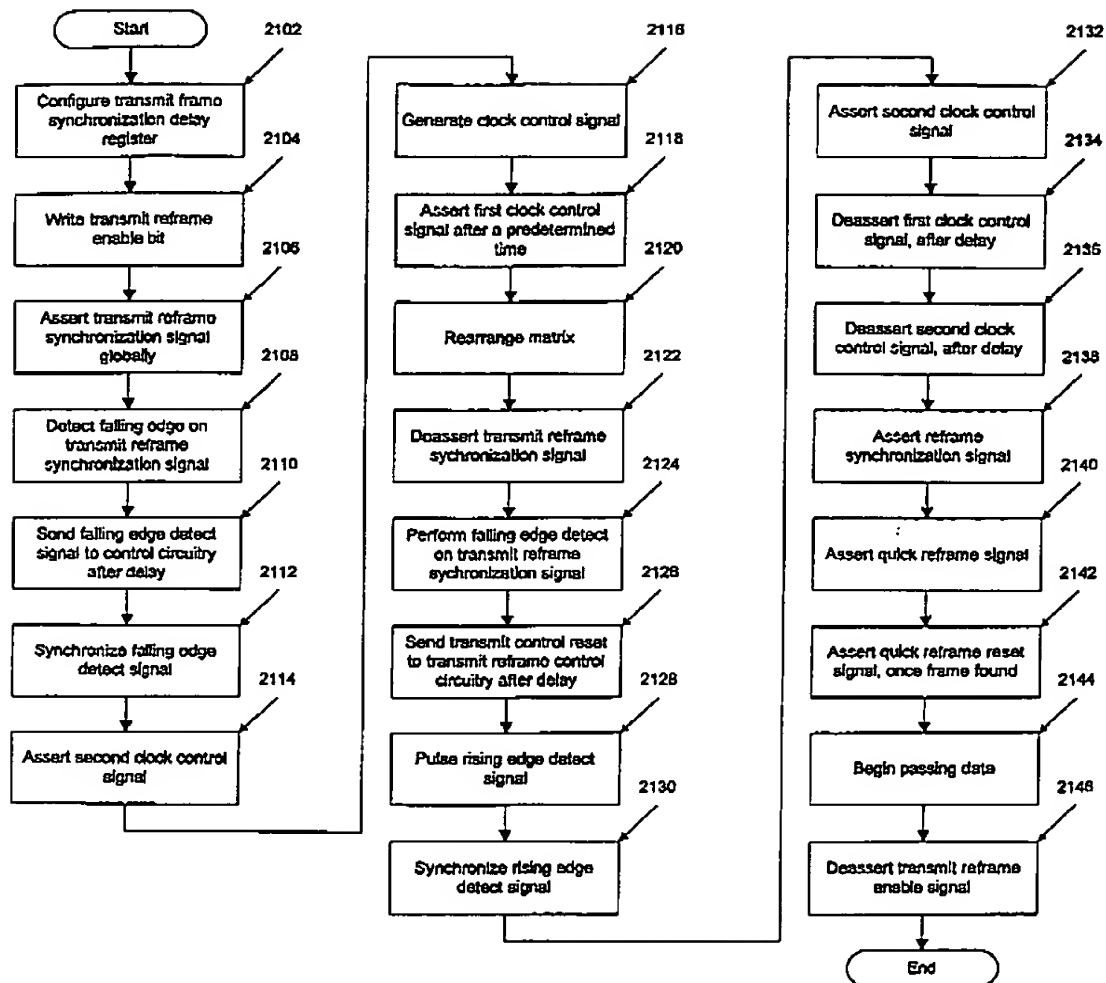 Start
2102
Configure transmit frame
synchronization delay
register
2104
Write transmit reframe
enable bit
2106
Assert transmit reframe
synchronization signal
globally
2108
Detect falling edge on
transmit reframe
synchronization signal
2110
Send falling edge detect
signal to control circuitry
after delay
2112
Synchronize falling edge
detect signal
2114
Assert second clock control
signal
2116
Generate clock control signal
2118
Assert first clock control
signal after a predetermined
time
2120
Rearrange matrix
2122
Deassert transmit reframe
sychronization signal
2124
Perform falling edge detect
on transmit reframe
sychronization signal
2126
Send transmit control reset
to transmit reframe control
circuitry after delay
2128
Pulse rising edge detect
signal
2130
Synchronize rising edge
detect signal
2132
Assert second clock control
signal
2134
Deassert first clock control
signal, after delay
2136
Deassert second clock
control signal, after delay
2138
Assert reframe
synchronization signal
2140
Assert quick reframe signal
2142
Assert quick reframe reset
signal, once frame found
2144
Begin passing data
2146
Deassert transmit reframe
enable signal
End